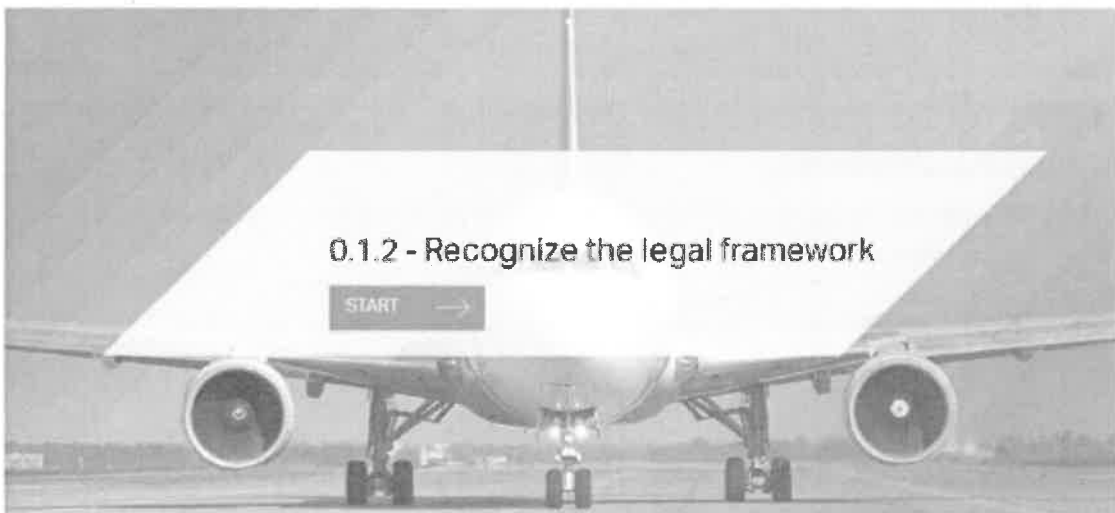 0.1.2 - Recognize the legal framework
START →